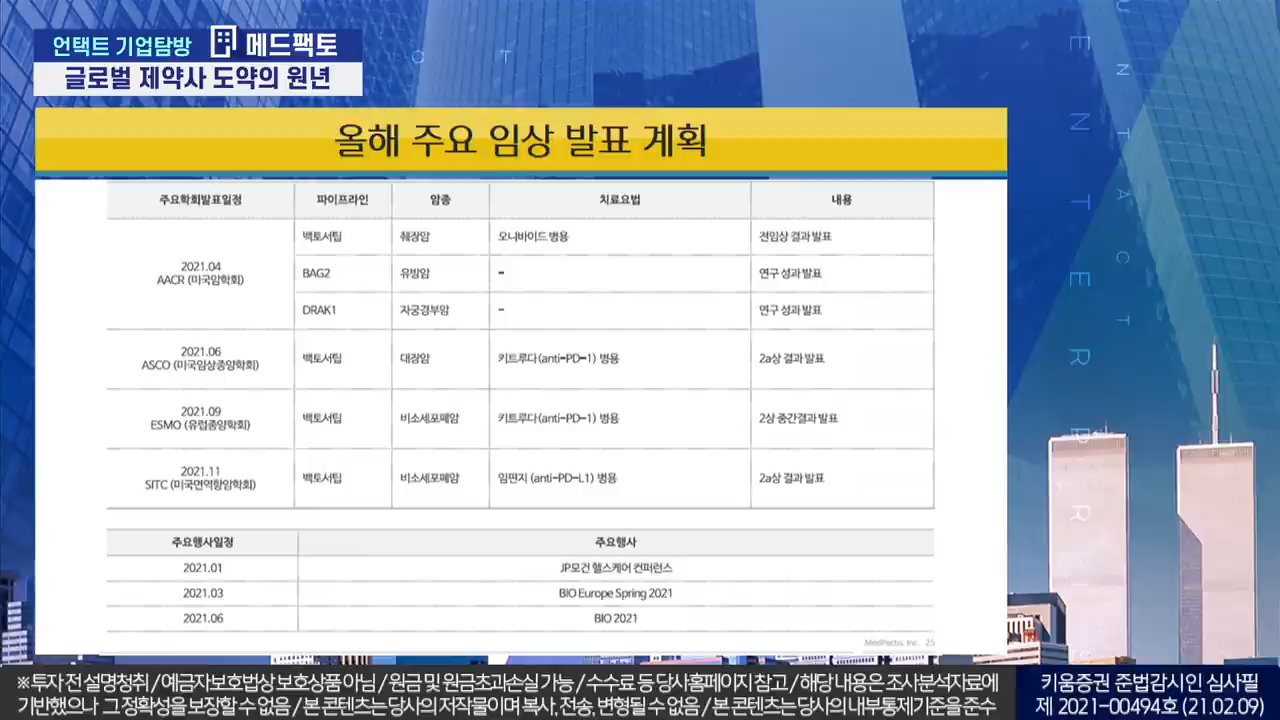 언택트 기업탐방 메드팩토
글로벌 제약사 도약의 원년
올해 주요 임상 발표 계획
주요학회발표일정 파이프라인 암종 치료요법 내용
2021.04
AACR (미국암학회)
백토서팁 췌장암 오니바이드 병용 전임상 결과 발표
BAG2 유방암 - 연구 성과 발표
DRAK1 자궁경부암 - 연구 성과 발표
2021.06
ASCO (미국임상종양학회)
백토서팁 대장암 키트루다(anti-PD-1) 병용 2a상 결과 발표
2021.09
ESMO (유럽종양학회)
백토서팁 비소세포폐암 키트루다(anti-PD-1) 병용 2상 중간결과 발표
2021.11
SITC (미국면역항암학회)
백토서팁 비소세포폐암 임핀지 (anti-PD-L1) 병용 2a상 결과 발표
주요행사일정 주요행사
2021.01 JP모건 헬스케어 컨퍼런스
2021.03 BIO Europe Spring 2021
2021.06 BIO 2021
MedPacto, Inc. 25
UNTACT
ENTERPR
※ 투자 전 설명청취 / 예금자보호법상 보호상품 아님 / 원금 및 원금초과손실 가능 / 수수료 등 당사홈페이지 참고 / 해당 내용은 조사분석자료에
기반했으나 그 정확성을 보장할 수 없음 / 본 콘텐츠는 당사의 저작물이며 복사, 전송, 변형될 수 없음 / 본 콘텐츠는 당사의 내부통제기준을 준수
키움증권 준법감시인 심사필
제 2021-00494호 (21.02.09)